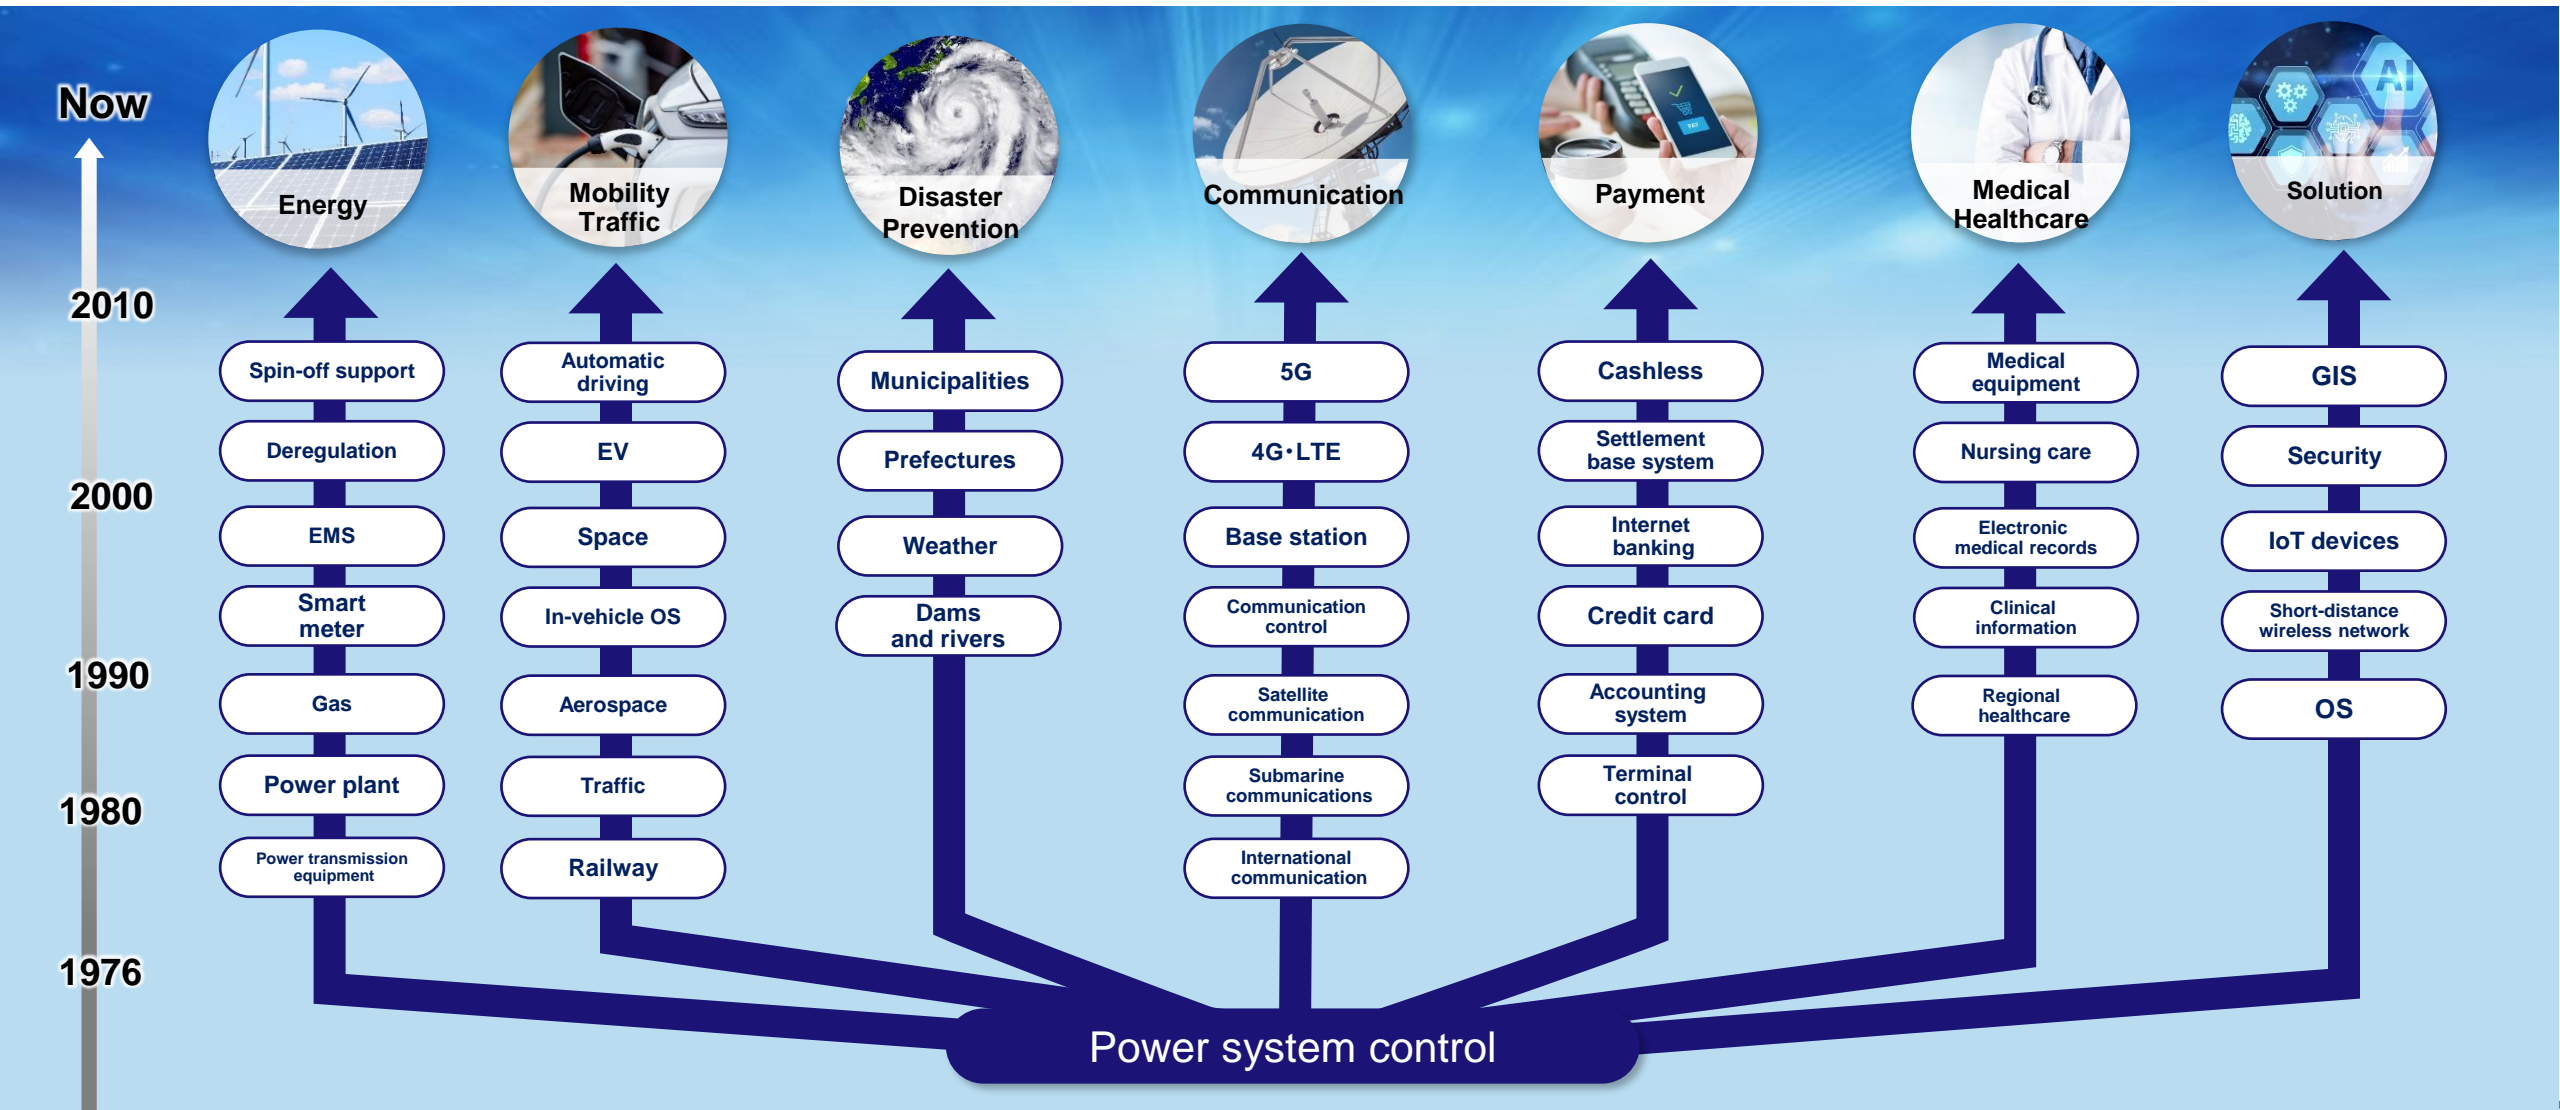 Now
2010
2000
1990
1980
1976
Energy
Spin-off support
Deregulation
EMS
Smart
meter
Gas
Power plant
Power transmission
equipment
Mobility
Traffic
Automatic
driving
EV
Space
In-vehicle OS
Aerospace
Traffic
Railway
Disaster
Prevention
Municipalities
Prefectures
Weather
Dams
and rivers
Communication
5G
4G・LTE
Base station
Communication
control
Satellite
communication
Submarine
communications
International
communication
PAY
Payment
Cashless
Settlement
base system
Internet
banking
Credit card
Accounting
system
Terminal
control
Medical
Healthcare
Medical
equipment
Nursing care
Electronic
medical records
Clinical
information
Regional
healthcare
AI
Solution
GIS
Security
IoT devices
Short-distance
wireless network
OS
Power system control